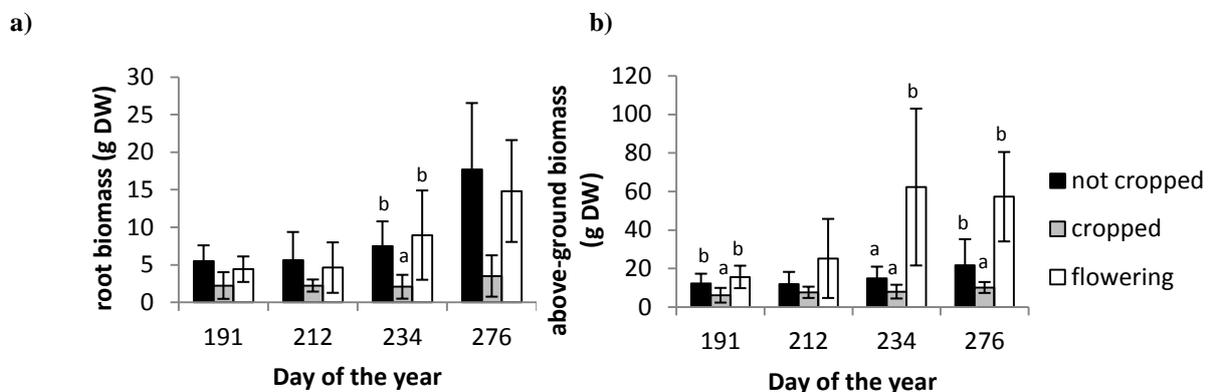 a)
root biomass (g DW)
30
25
20
15
10
5
0
b b
a
191 212 234 276
Day of the year
b)
above-ground biomass
(g DW)
120
100
80
60
40
20
0
b
b
b b a b
a a a
191 212 234 276
Day of the year
not cropped
cropped
flowering